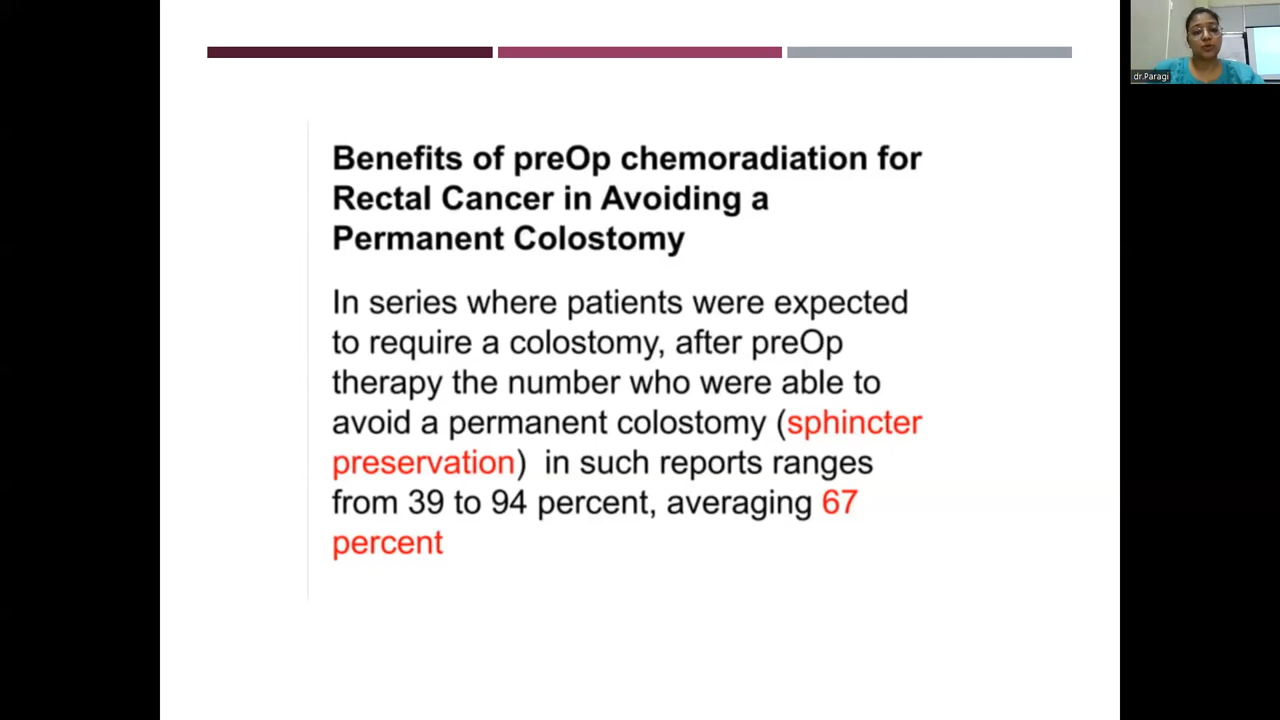 dr.Paragi
Benefits of preOp chemoradiation for
Rectal Cancer in Avoiding a
Permanent Colostomy
In series where patients were expected
to require a colostomy, after preOp
therapy the number who were able to
avoid a permanent colostomy (sphincter
preservation)  in such reports ranges
from 39 to 94 percent, averaging 67
percent